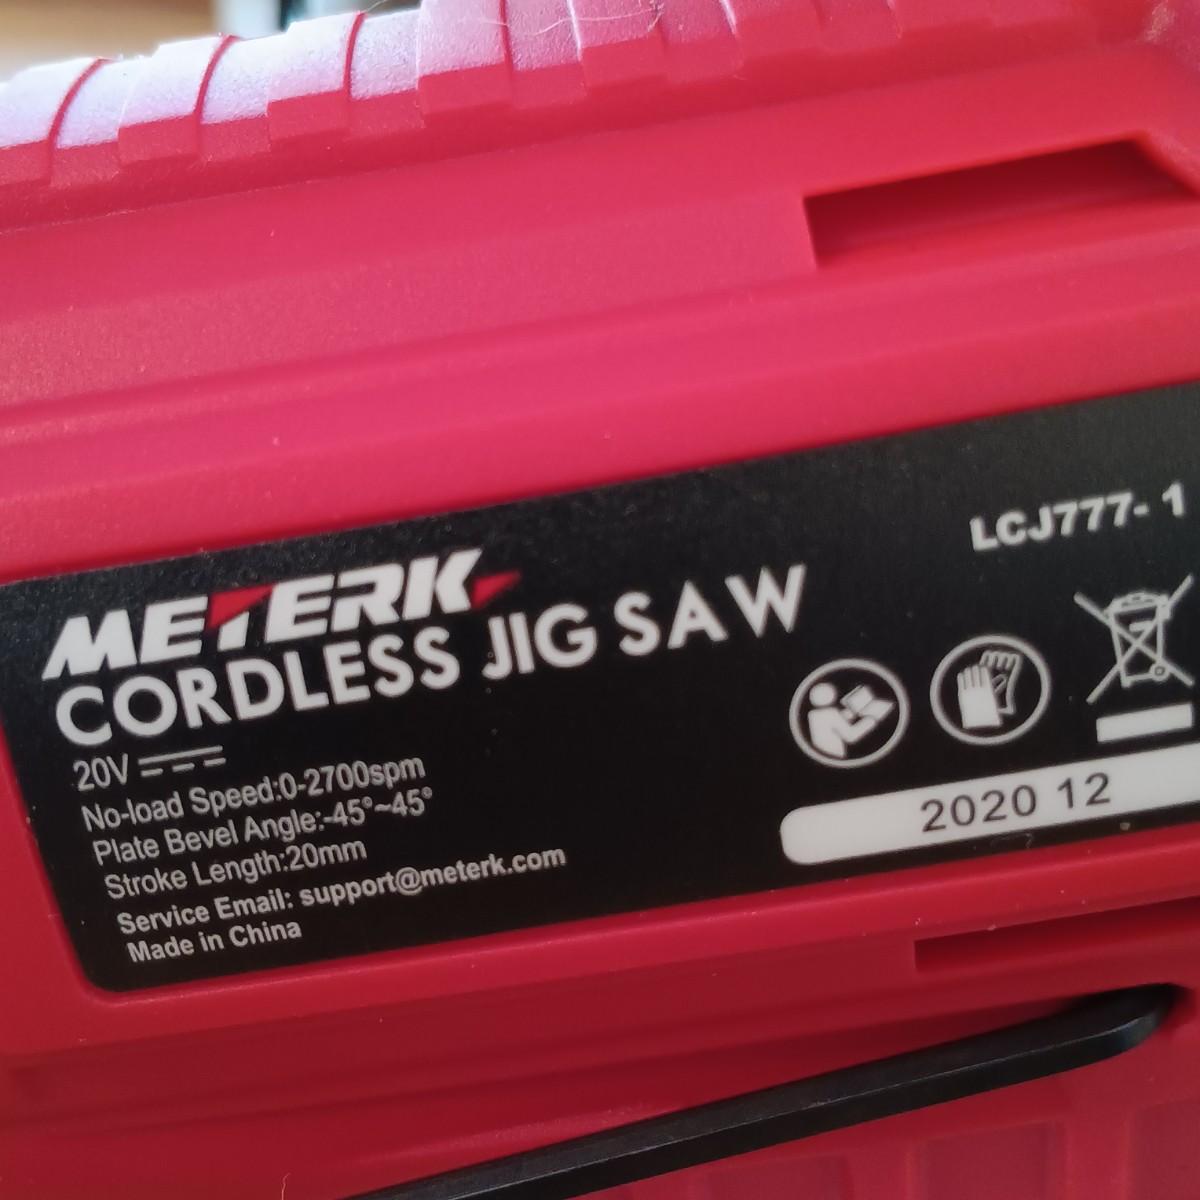 LCJ777- 1
METERK
CORDLESS JIG SAW
20V
No-load Speed:0-2700spm
Plate Bevel Angle:-45°~45°
Stroke Length:20mm
Service Email: support@meterk.com
Made in China
2020 12